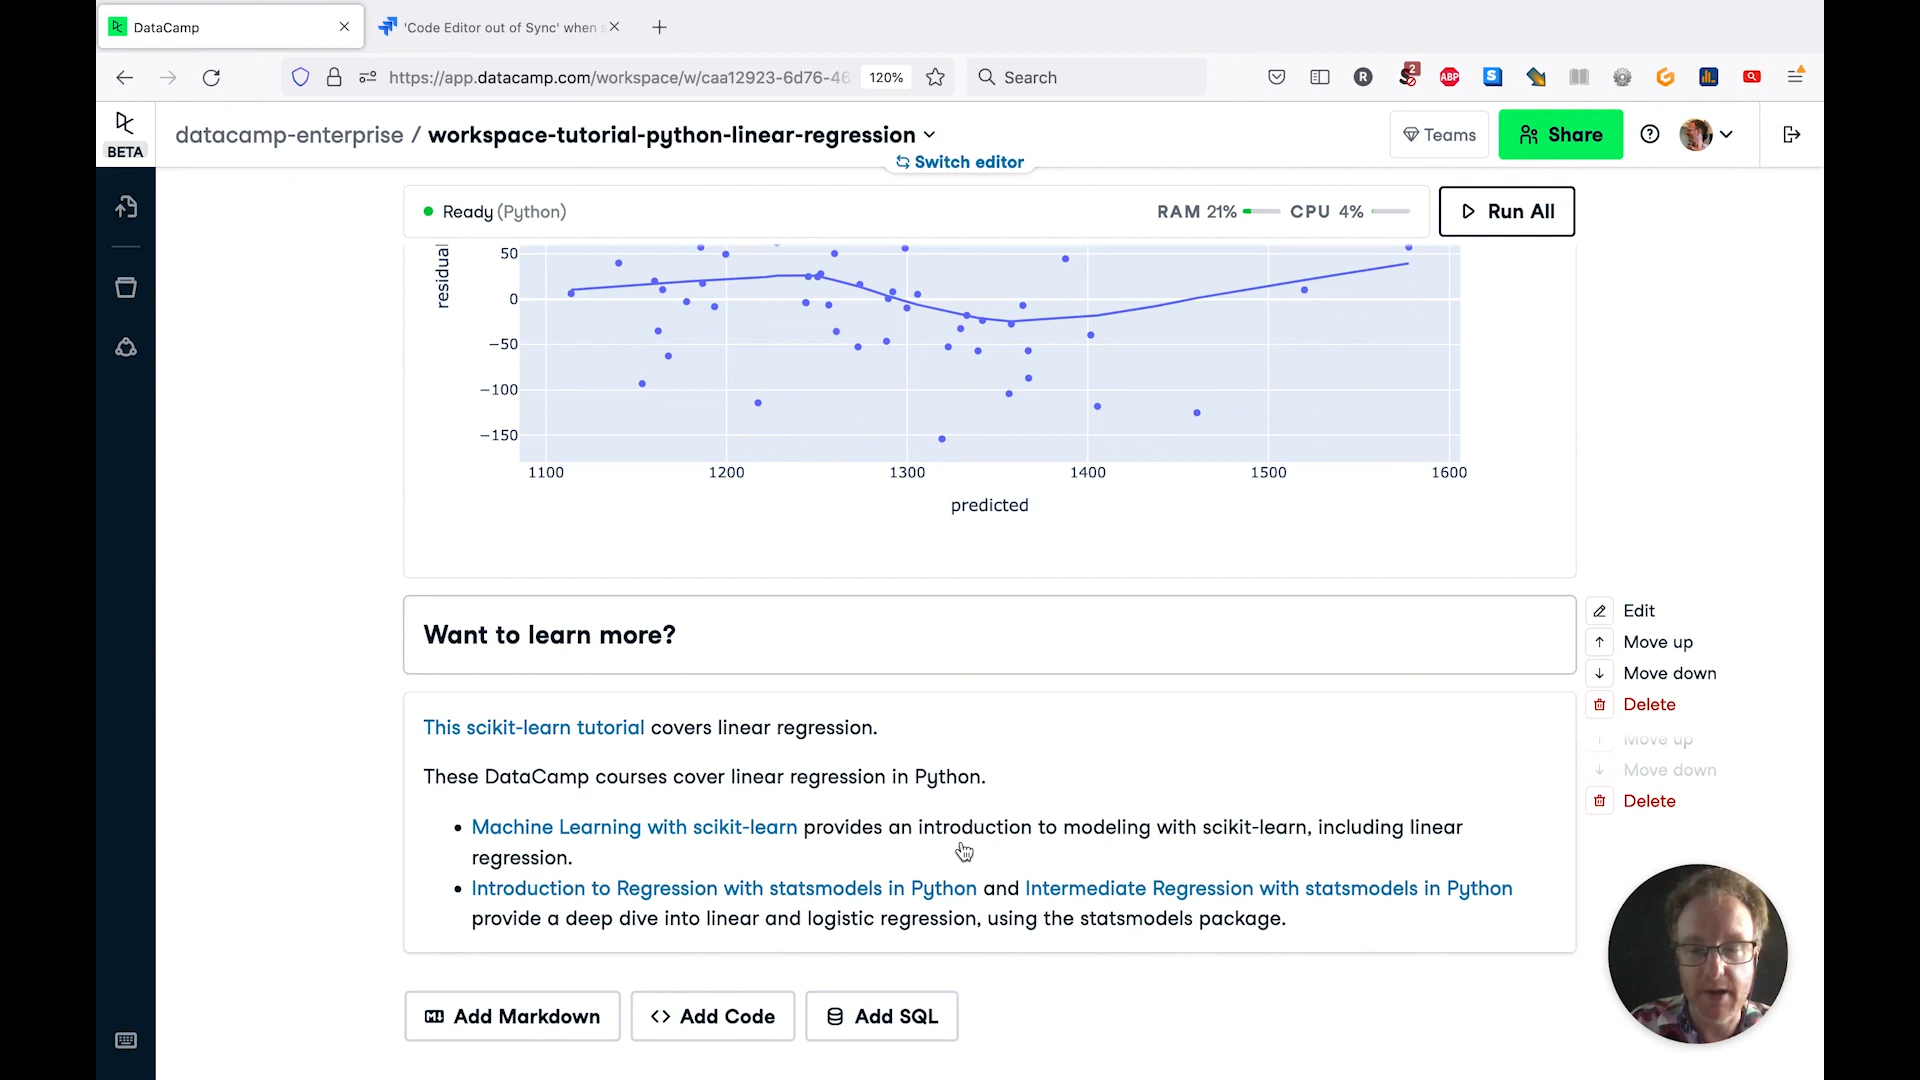 DataCamp
'Code Editor out of Sync' when
https://app.datacamp.com/workspace/w/caa12923-6d76-46
120%
Search
R
2
ABP
S
BETA
datacamp-enterprise / workspace-tutorial-python-linear-regression
Teams
Share
Switch editor
Ready (Python)
RAM 21%
CPU 4%
Run All
residual
50
0
−50
−100
−150
1100 1200 1300 1400 1500 1600
predicted
Want to learn more?
Edit
Move up
Move down
Delete
This scikit-learn tutorial covers linear regression.
Move up
Move down
These DataCamp courses cover linear regression in Python.
Delete
• Machine Learning with scikit-learn provides an introduction to modeling with scikit-learn, including linear
regression.
• Introduction to Regression with statsmodels in Python and Intermediate Regression with statsmodels in Python
provide a deep dive into linear and logistic regression, using the statsmodels package.
Add Markdown
Add Code
Add SQL